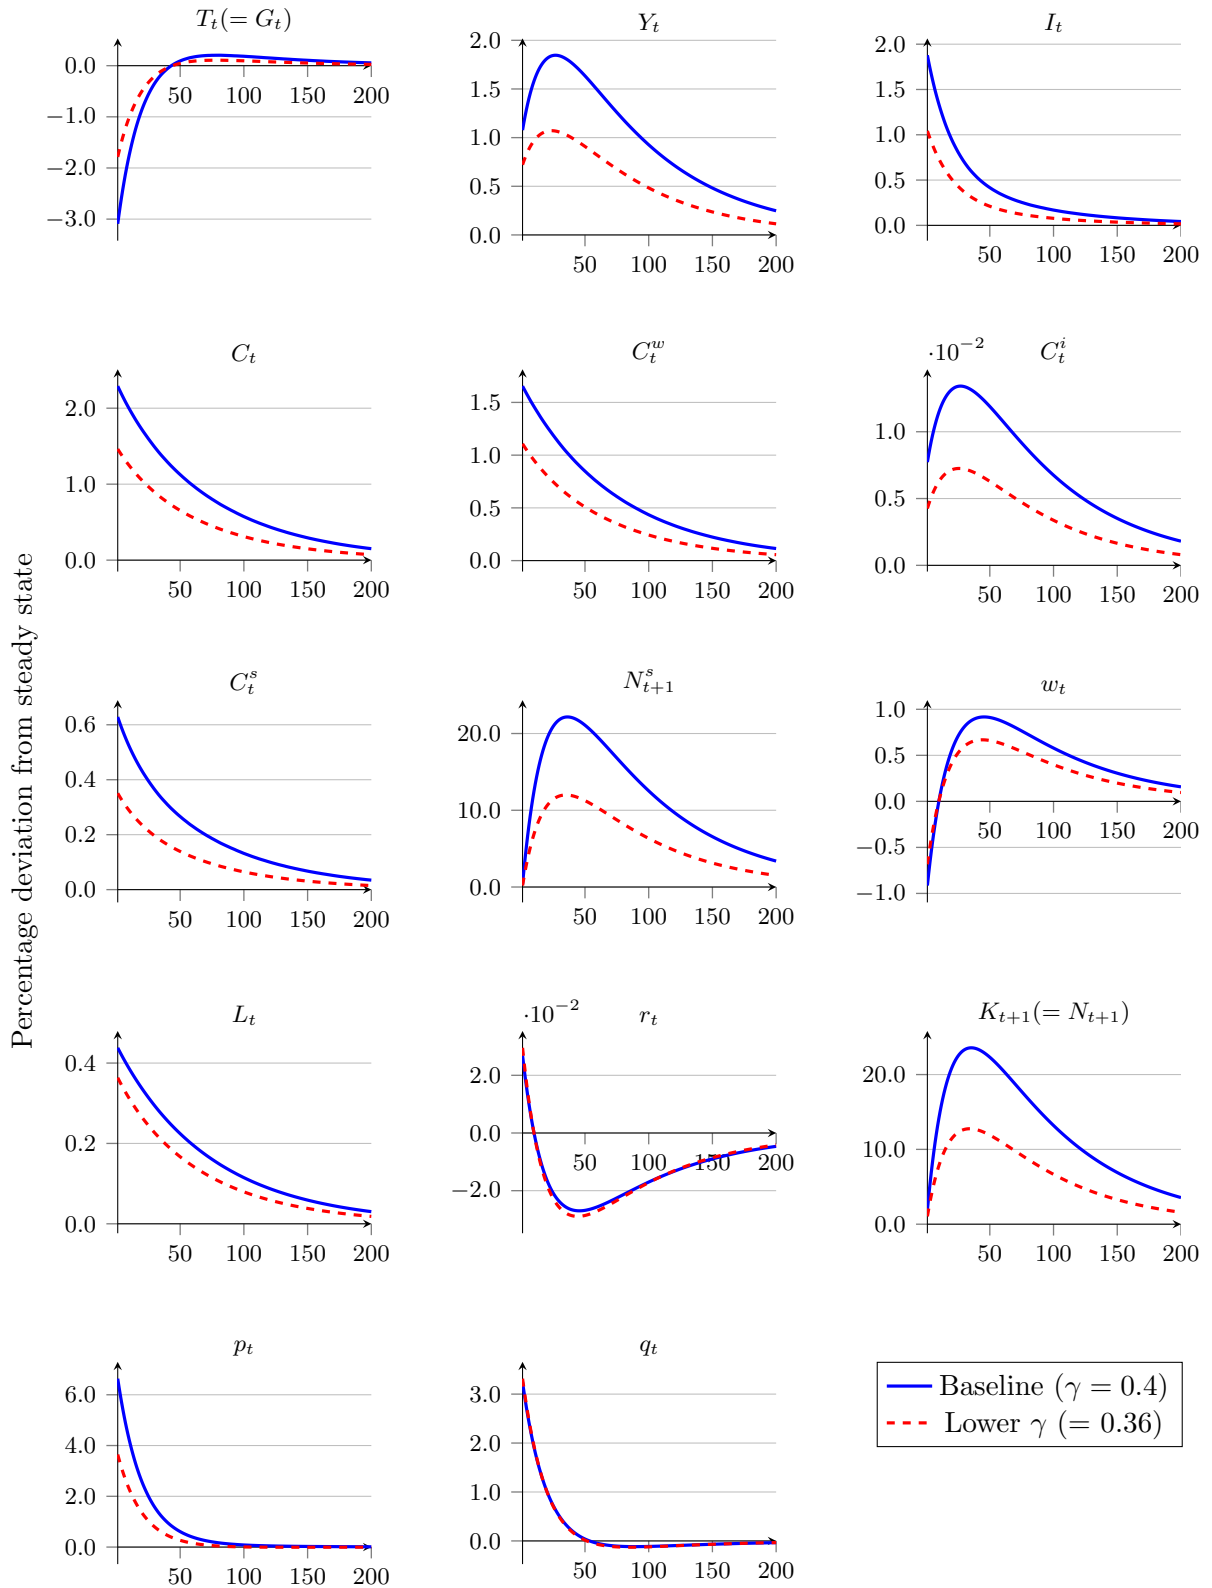 Percentage deviation from steady state
T_t(= G_t)
0.0
−1.0
−2.0
−3.0
50 100 150 200
Y_t
2.0
1.5
1.0
0.5
0.0
50 100 150 200
I_t
2.0
1.5
1.0
0.5
0.0
50 100 150 200
C_t
2.0
1.0
0.0
50 100 150 200
C_t^w
1.5
1.0
0.5
0.0
50 100 150 200
·10^−2
C_t^i
1.0
0.5
0.0
50 100 150 200
C_t^s
0.6
0.4
0.2
0.0
50 100 150 200
N_{t+1}^s
20.0
10.0
0.0
50 100 150 200
w_t
1.0
0.5
0.0
−0.5
−1.0
50 100 150 200
L_t
0.4
0.2
0.0
50 100 150 200
·10^−2
r_t
2.0
0.0
−2.0
50 100 150 200
K_{t+1}(= N_{t+1})
20.0
10.0
0.0
50 100 150 200
p_t
6.0
4.0
2.0
0.0
50 100 150 200
q_t
3.0
2.0
1.0
0.0
50 100 150 200
Baseline (γ = 0.4)
Lower γ (= 0.36)